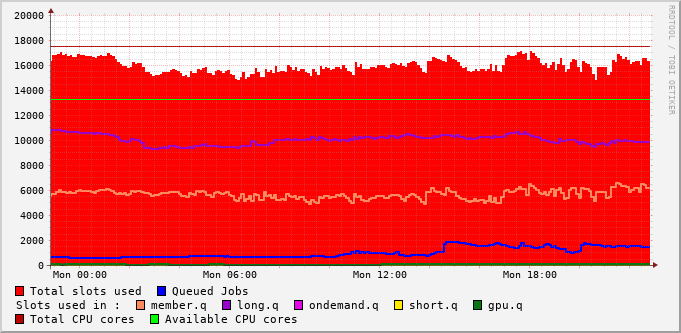 RRDTOOL / TOBI OETIKER
20000
18000
16000
14000
12000
10000
8000
6000
4000
2000
0
Mon 00:00 Mon 06:00 Mon 12:00 Mon 18:00
Total slots used Queued Jobs
Slots used in : member.q long.q ondemand.q short.q gpu.q
Total CPU cores Available CPU cores